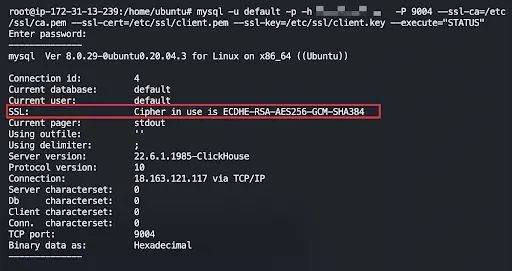 root@ip-172-31-13-239:/home/ubuntu# mysql -u default -p -h -P 9004 --ssl-ca=/etc
/ssl/ca.pem --ssl-cert=/etc/ssl/client.pem --ssl-key=/etc/ssl/client.key --execute="STATUS"
Enter password:
--------------
mysql  Ver 8.0.29-0ubuntu0.20.04.3 for Linux on x86_64 ((Ubuntu))

Connection id:          4
Current database:       default
Current user:           default
SSL:                    Cipher in use is ECDHE-RSA-AES256-GCM-SHA384
Current pager:          stdout
Using outfile:          ''
Using delimiter:        ;
Server version:         22.6.1.1985-ClickHouse
Protocol version:       10
Connection:             18.163.121.117 via TCP/IP
Server characterset:    0
Db     characterset:    0
Client characterset:    0
Conn.  characterset:    0
TCP port:               9004
Binary data as:         Hexadecimal
--------------